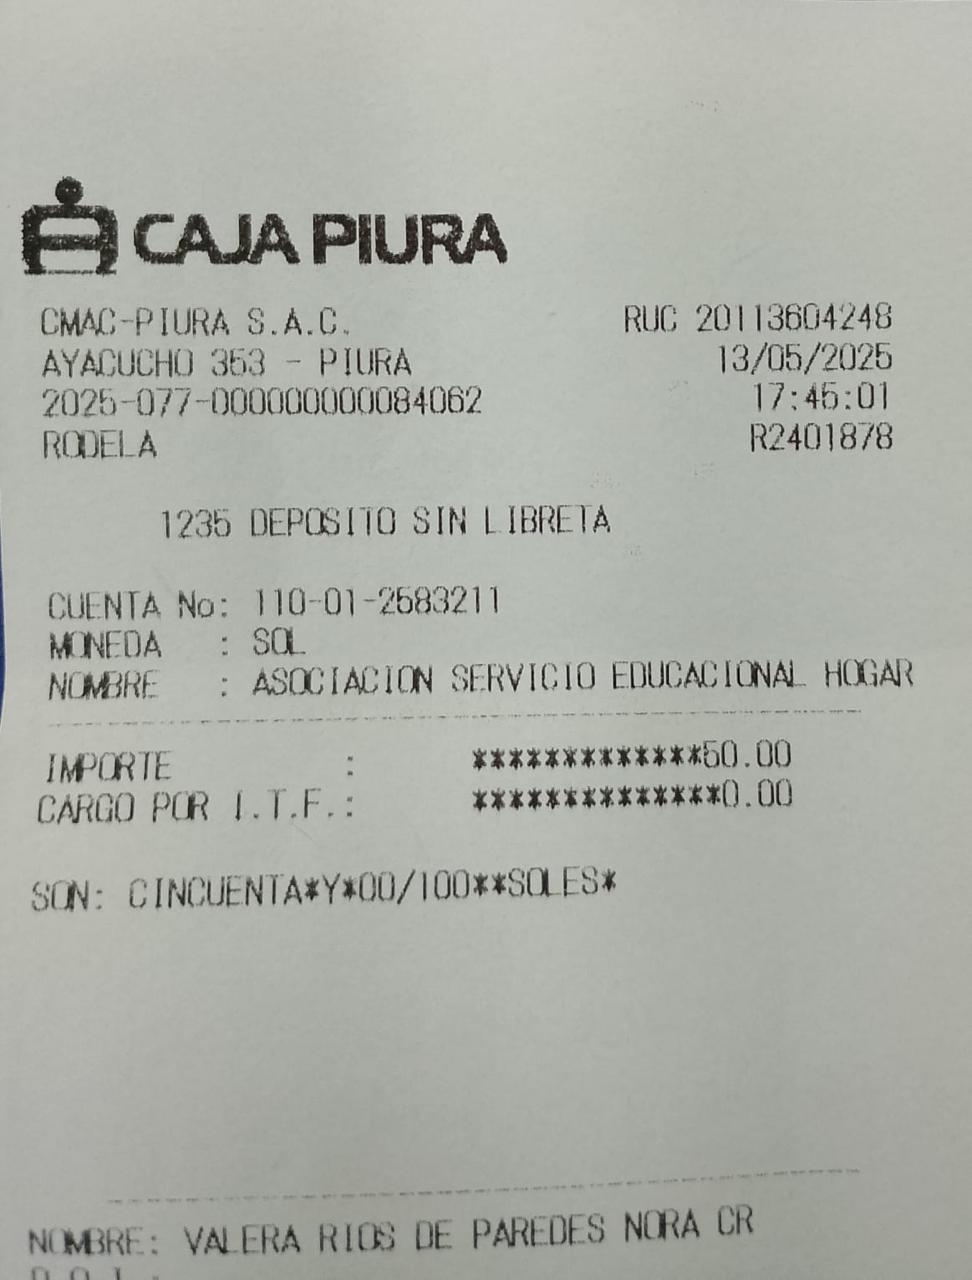 CAJA PIURA
CMAC-PIURA S.A.C. RUC 20113604248
AYACUCHO 353 - PIURA 13/05/2025
2025-077-000000000084062 17:45:01
RODELA R2401878
1235 DEPOSITO SIN LIBRETA
CUENTA No: 110-01-2583211
MONEDA : SOL
NOMBRE : ASOCIACION SERVICIO EDUCACIONAL HOGAR
IMPORTE : *************50.00
CARGO POR I.T.F.: **************0.00
SON: CINCUENTA*Y*00/100**SOLES*
NOMBRE: VALERA RIOS DE PAREDES NORA CR